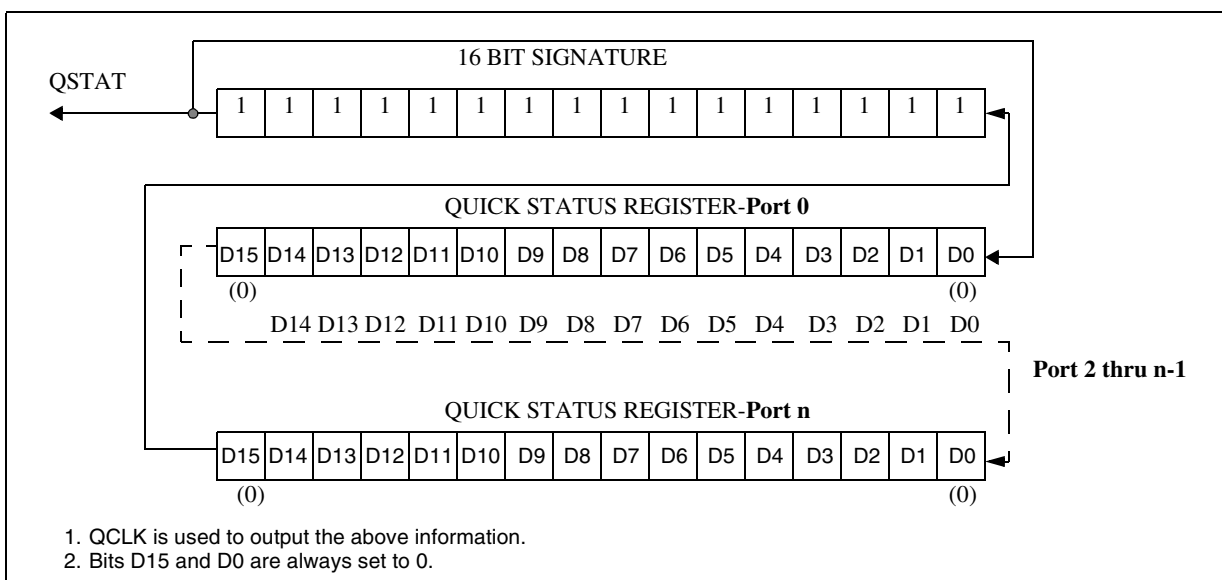 16 BIT SIGNATURE
QSTAT
1 1 1 1 1 1 1 1 1 1 1 1 1 1 1 1
QUICK STATUS REGISTER-Port 0
D15 D14 D13 D12 D11 D10 D9 D8 D7 D6 D5 D4 D3 D2 D1 D0
(0) (0)
D14 D13 D12 D11 D10 D9 D8 D7 D6 D5 D4 D3 D2 D1 D0
Port 2 thru n-1
QUICK STATUS REGISTER-Port n
D15 D14 D13 D12 D11 D10 D9 D8 D7 D6 D5 D4 D3 D2 D1 D0
(0) (0)
1. QCLK is used to output the above information.
2. Bits D15 and D0 are always set to 0.